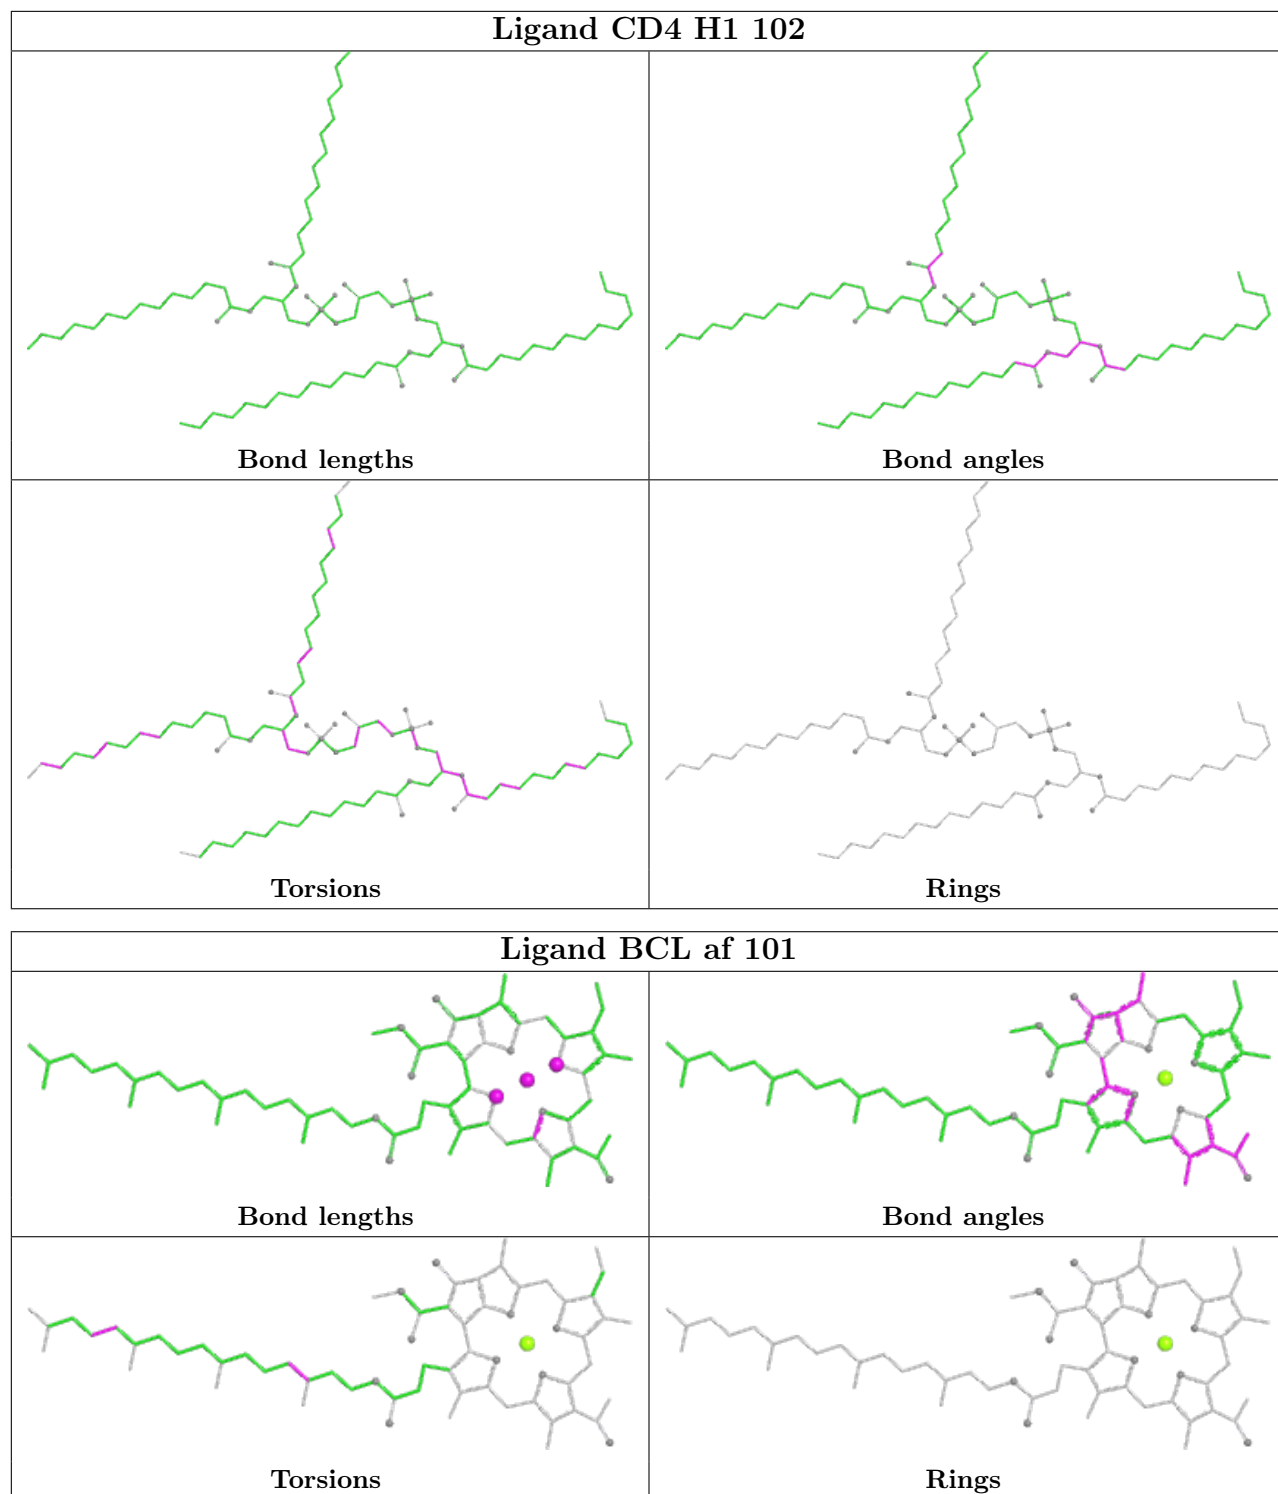 Ligand CD4 H1 102
Bond lengths
Bond angles
Torsions
Rings
Ligand BCL af 101
Bond lengths
Bond angles
Torsions
Rings